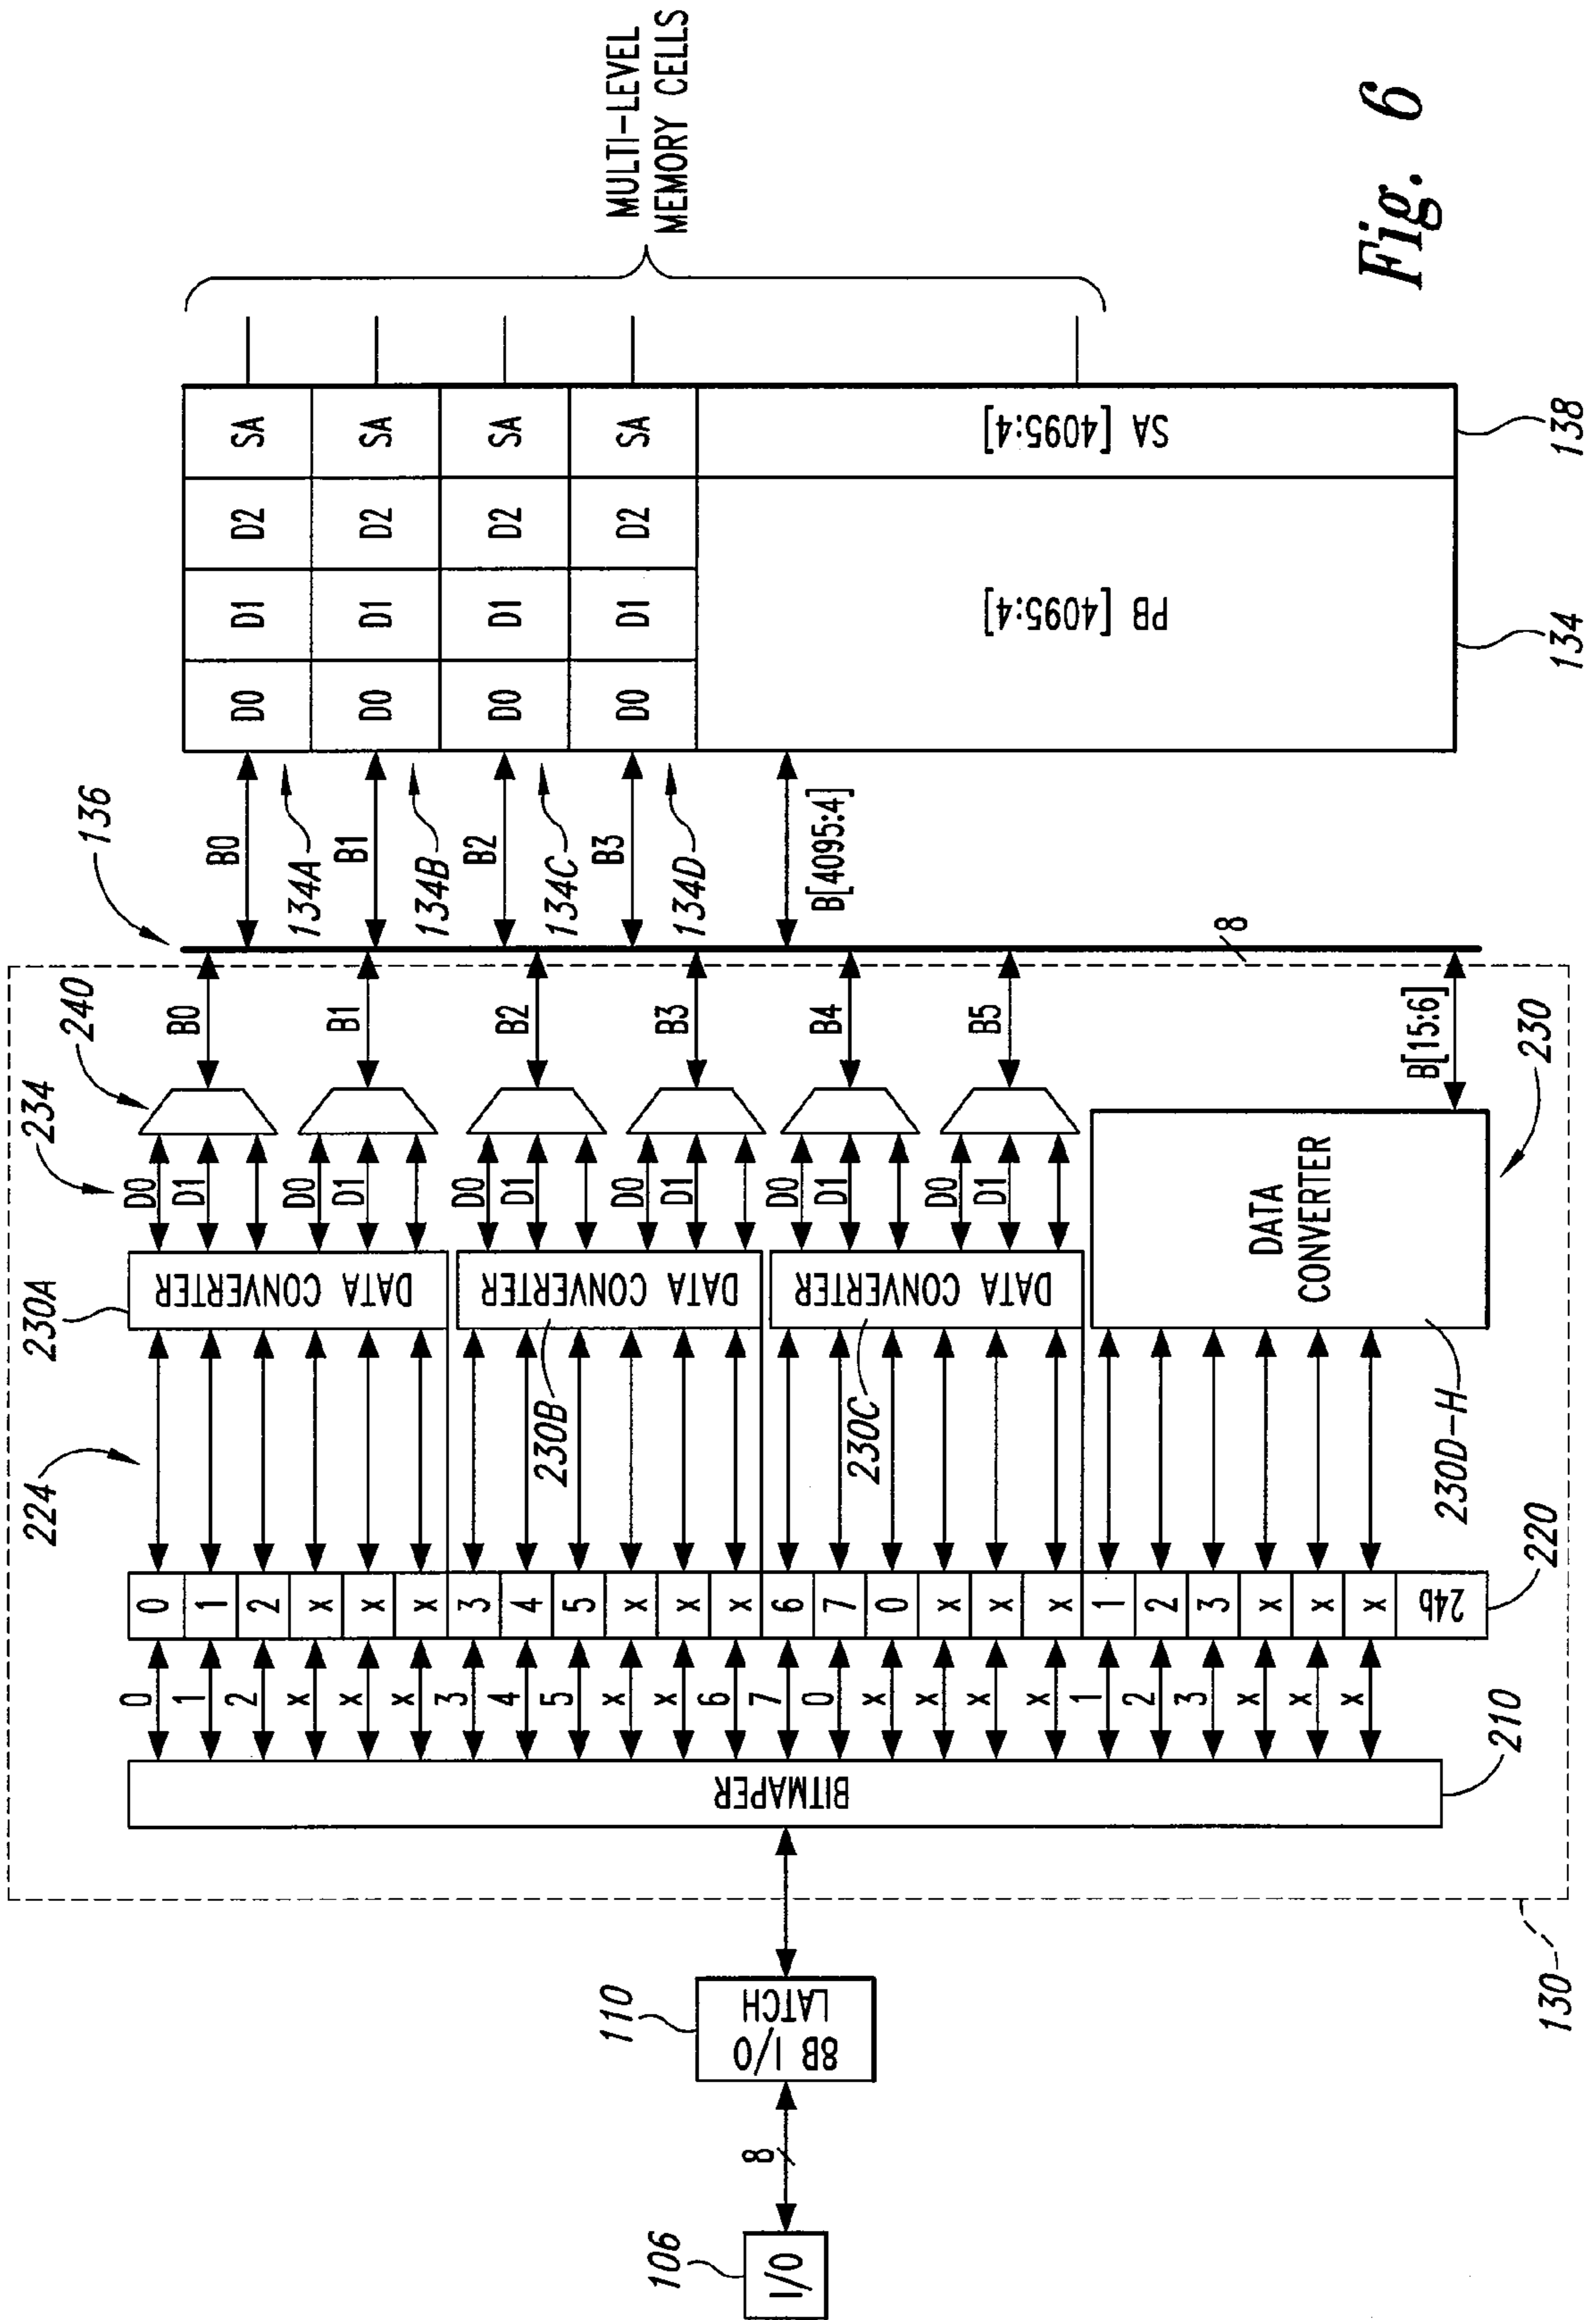 106
I/O
8
110
8B I/O
LATCH
130
210
BITMAPER
0
1
2
x
x
x
3
4
5
x
x
6
7
0
x
x
x
x
1
2
3
x
x
x
220
0
1
2
x
x
x
3
4
5
x
x
x
6
7
0
x
x
x
1
2
3
x
x
x
24b
224
230A
DATA CONVERTER
230B
DATA CONVERTER
230C
DATA CONVERTER
230D-H
DATA
CONVERTER
230
234
D0
D1
D0
D1
D0
D1
D0
D1
D0
D1
D0
D1
240
B0
B1
B2
B3
B4
B5
B[15:6]
8
136
B0
134A
B1
134B
B2
134C
B3
134D
B[4095:4]
D0
D1
D2
SA
D0
D1
D2
SA
D0
D1
D2
SA
D0
D1
D2
SA
PB [4095:4]
SA [4095:4]
134
138
MULTI-LEVEL
MEMORY CELLS
Fig. 6